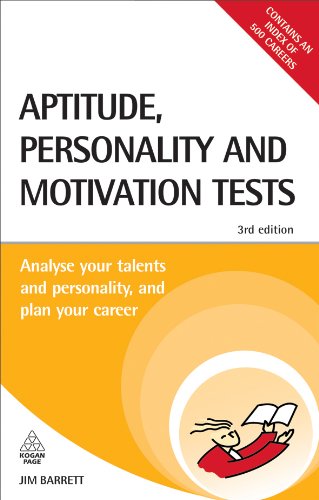 CONTAINS AN
INDEX OF
500 CAREERS
APTITUDE,
PERSONALITY AND
MOTIVATION TESTS
3rd edition
Analyse your talents
and personality, and
plan your career
KOGAN
PAGE
JIM BARRETT